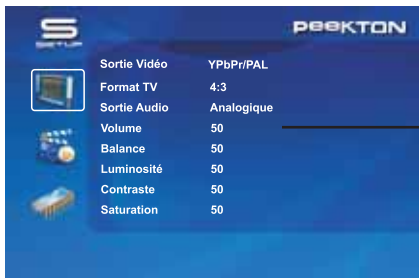 S
SETUP
PEEKTON
Sortie Vidéo YPbPr/PAL
Format TV 4:3
Sortie Audio Analogique
Volume 50
Balance 50
Luminosité 50
Contraste 50
Saturation 50